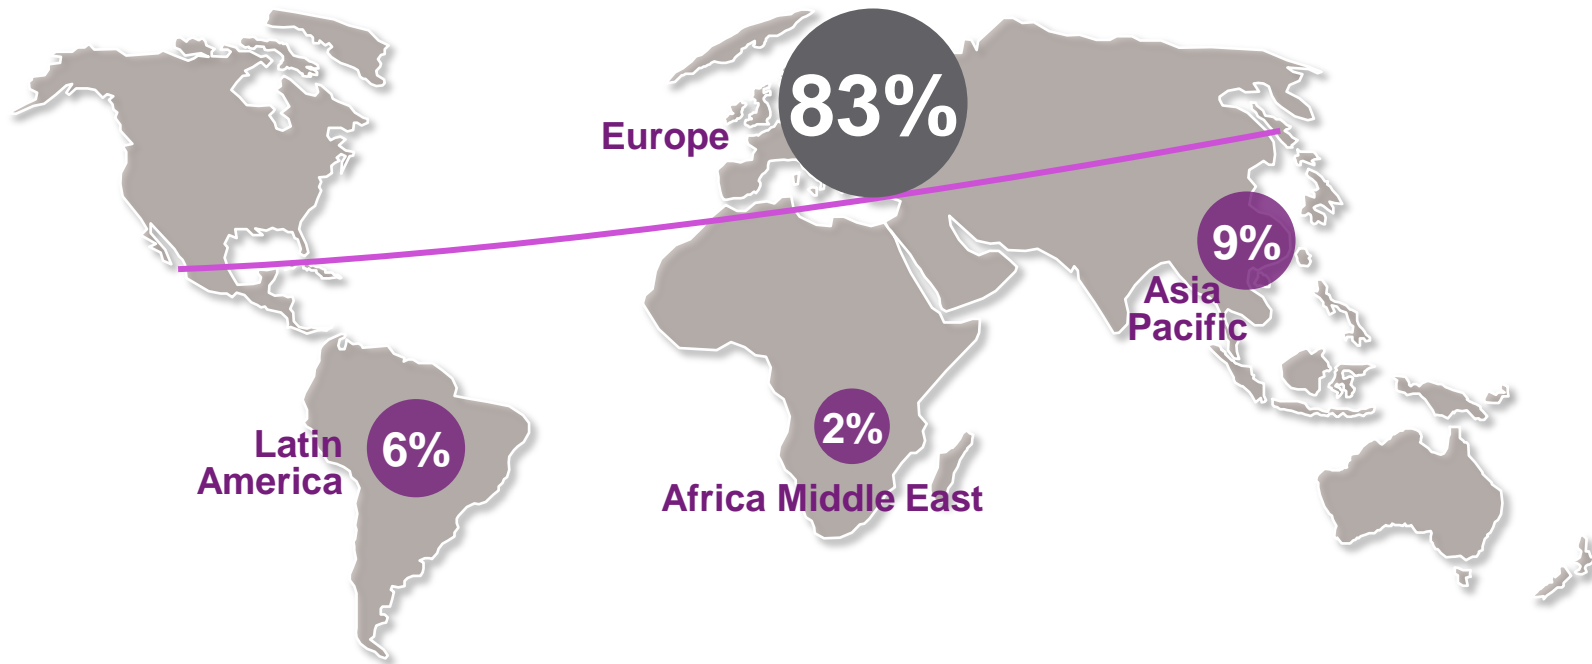 83%
Europe
9%
Asia
Pacific
Latin
America
6%
2%
Africa Middle East